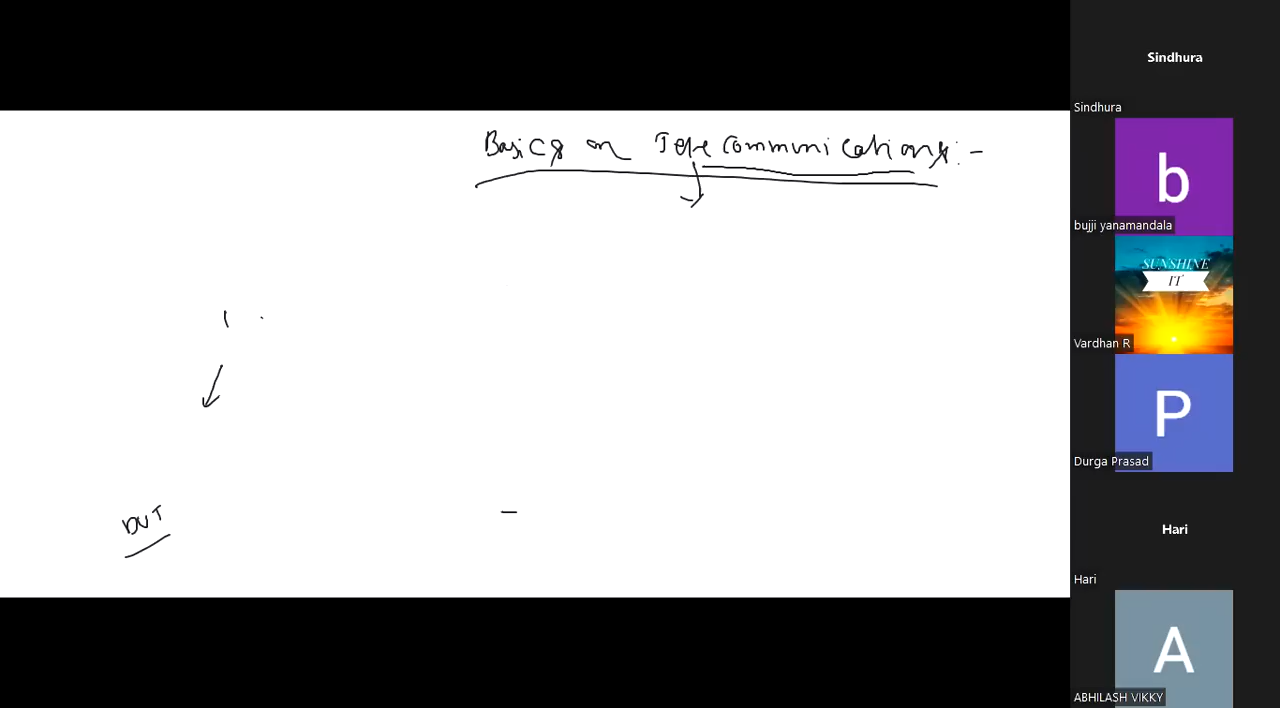 Basics on Telecommunications :-
DUT
Sindhura
Sindhura
b
bujji yanamandala
SUNSHINE
IT
Vardhan R
P
Durga Prasad
Hari
Hari
A
ABHILASH VIKKY